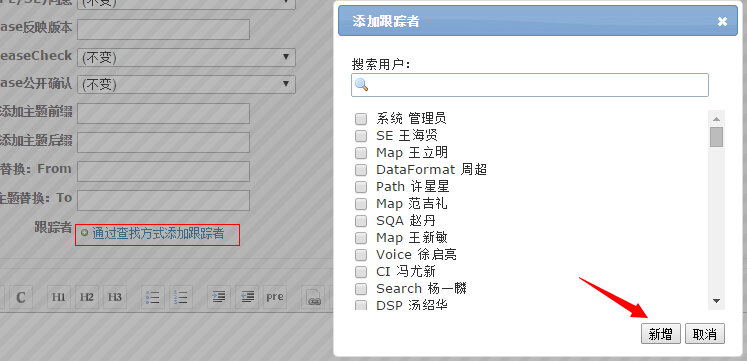 (不变)
ase反映版本
easeCheck
(不变)
ase公开确认
(不变)
添加主题前缀
添加主题后缀
替换：From
主题替换：To
跟踪者
通过查找方式添加跟踪者
C
H1 H2 H3
pre
添加跟踪者
搜索用户：
系统 管理员
SE 王海贤
Map 王立明
DataFormat 周超
Path 许星星
Map 范吉礼
SQA 赵丹
Map 王新敏
Voice 徐启亮
CI 冯尤新
Search 杨一麟
DSP 汤绍华
新增 取消